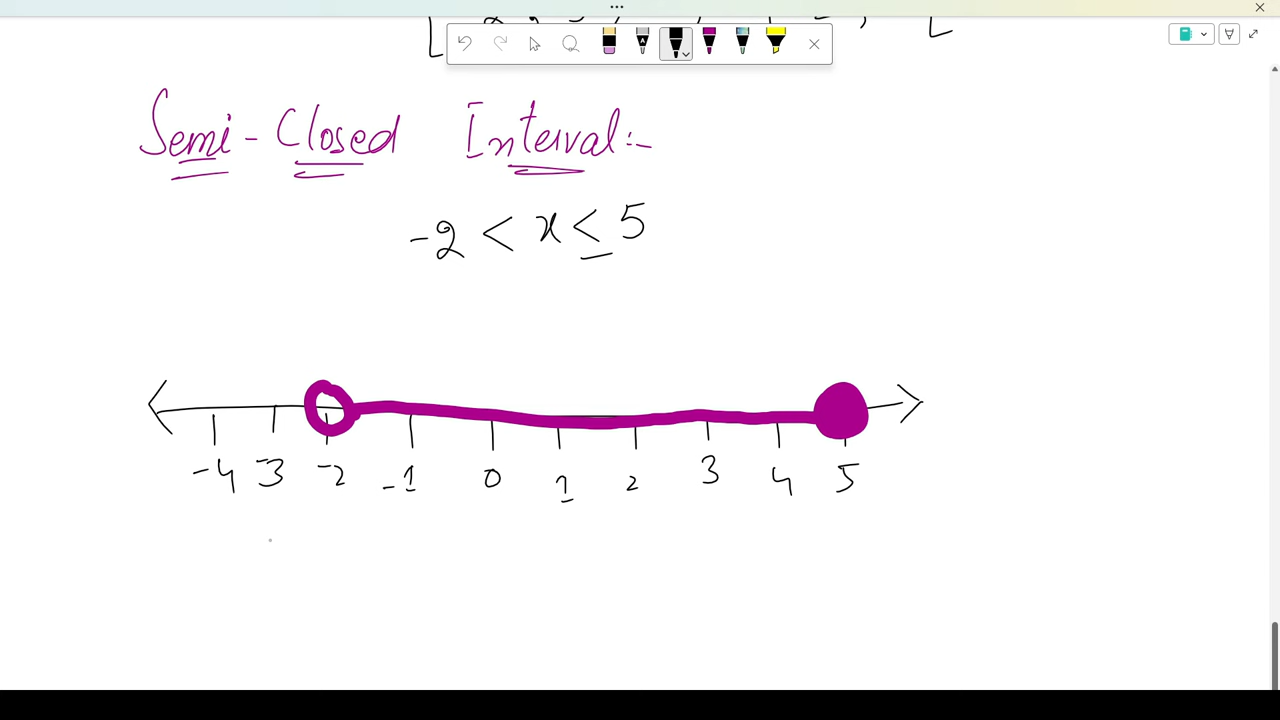 Semi-Closed Interval:-
-2 < x ≤ 5
-4 -3 -2 -1 0 1 2 3 4 5